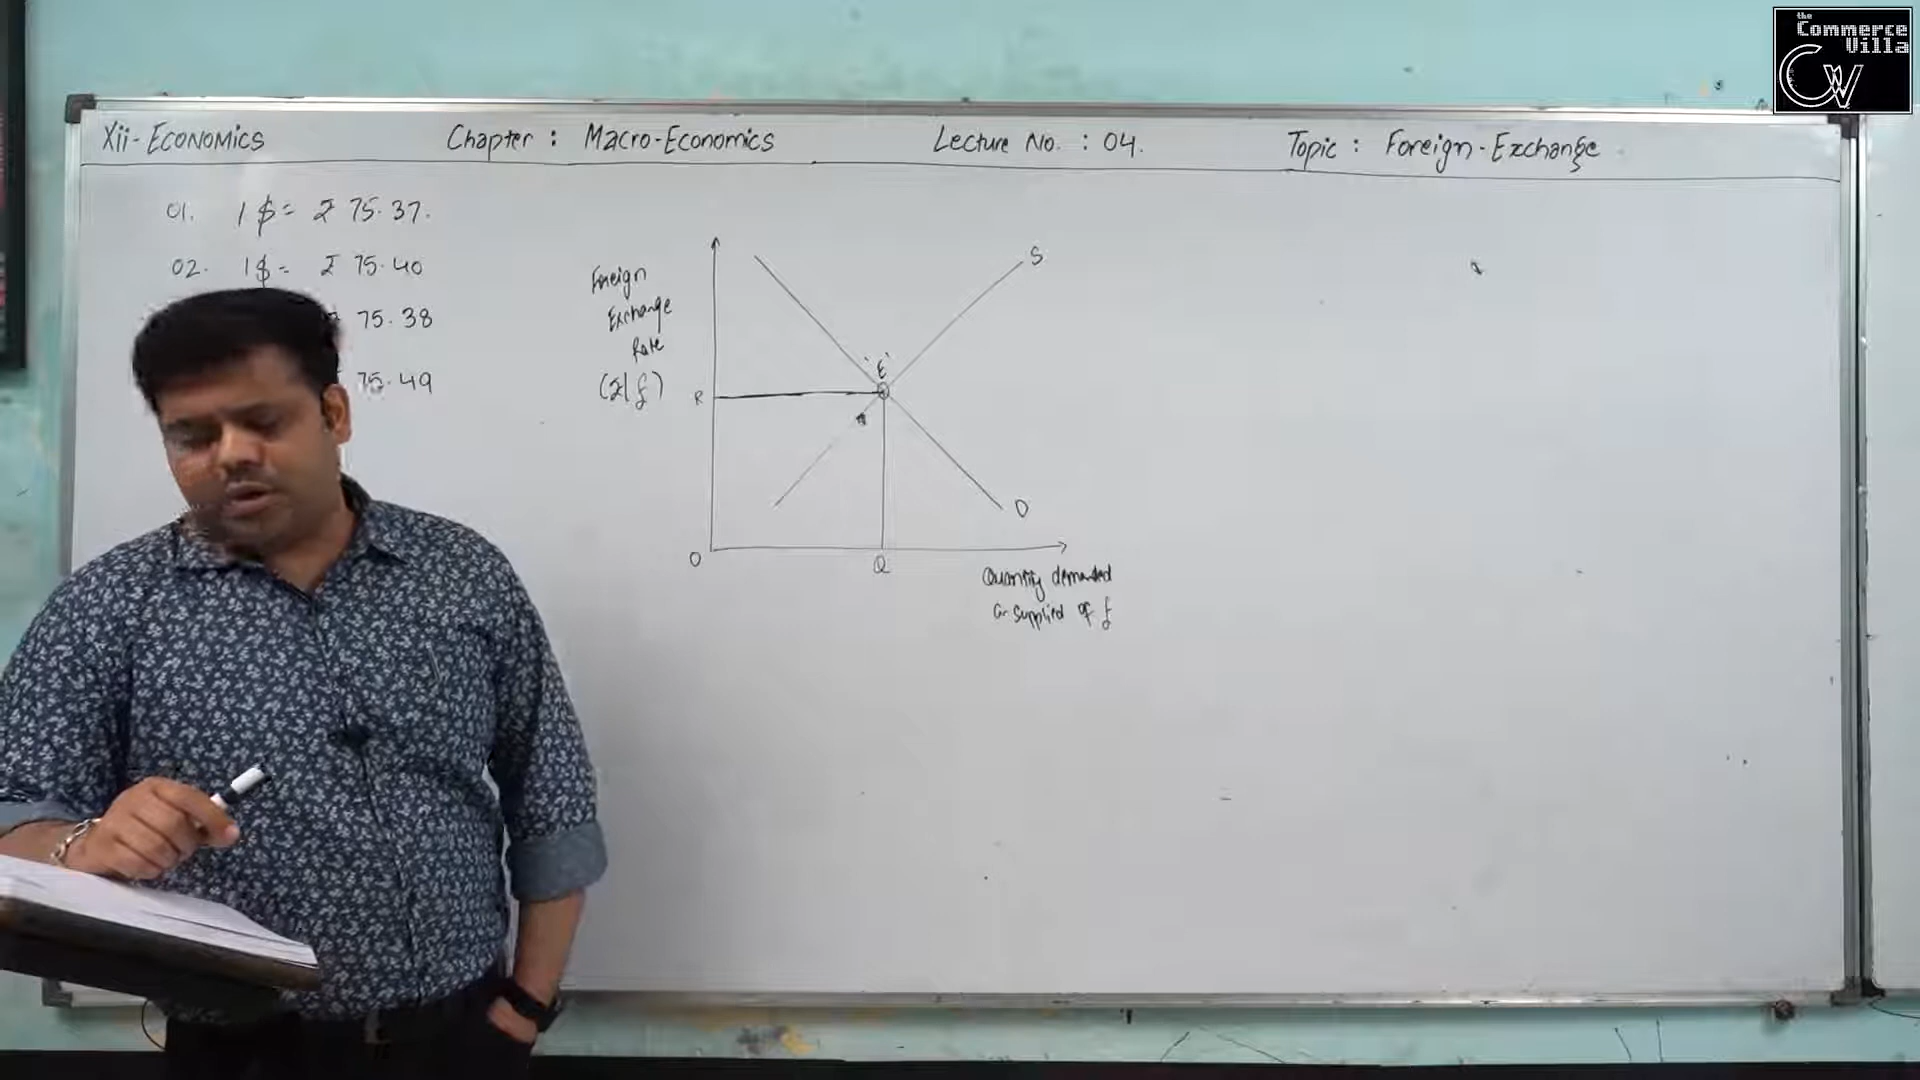 the
Commerce
Villa
CW
Xii-Economics Chapter : Macro-Economics Lecture No. : 04. Topic : Foreign-Exchange
01. 1 $ = ₹ 75.37.
02. 1$ = ₹ 75.40
75.38
75.49
Foreign
Exchange
Rate
(₹/£)
S
'E'
R
D
O
Q
Quantity demanded
or supplied of £